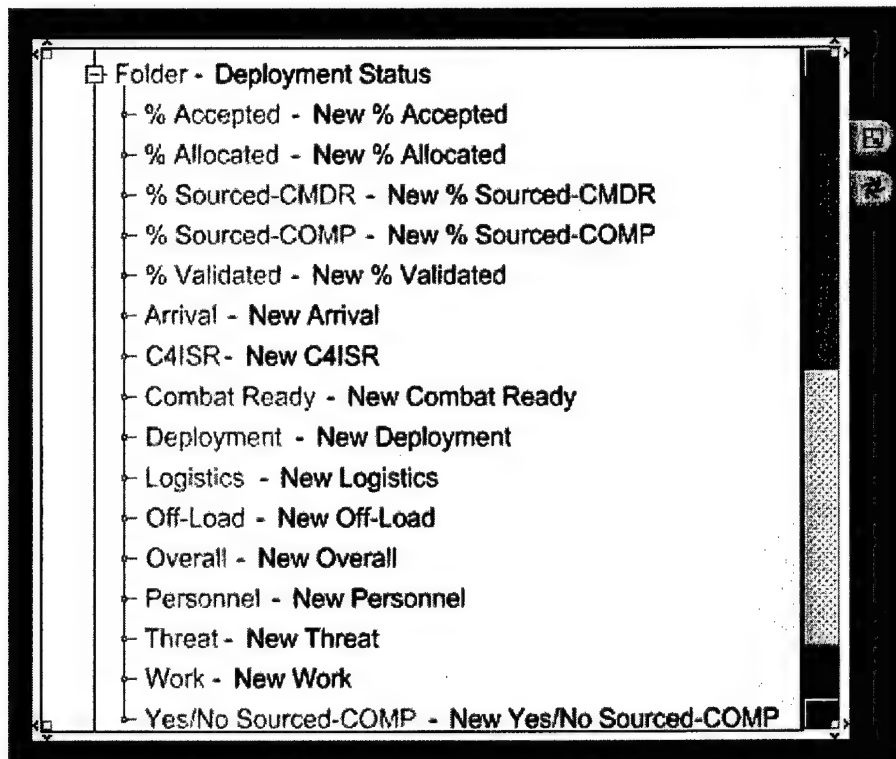 Folder - Deployment Status
% Accepted - New % Accepted
% Allocated - New % Allocated
% Sourced-CMDR - New % Sourced-CMDR
% Sourced-COMP - New % Sourced-COMP
% Validated - New % Validated
Arrival - New Arrival
C4ISR- New C4ISR
Combat Ready - New Combat Ready
Deployment - New Deployment
Logistics - New Logistics
Off-Load - New Off-Load
Overall - New Overall
Personnel - New Personnel
Threat- New Threat
Work - New Work
Yes/No Sourced-COMP - New Yes/No Sourced-COMP